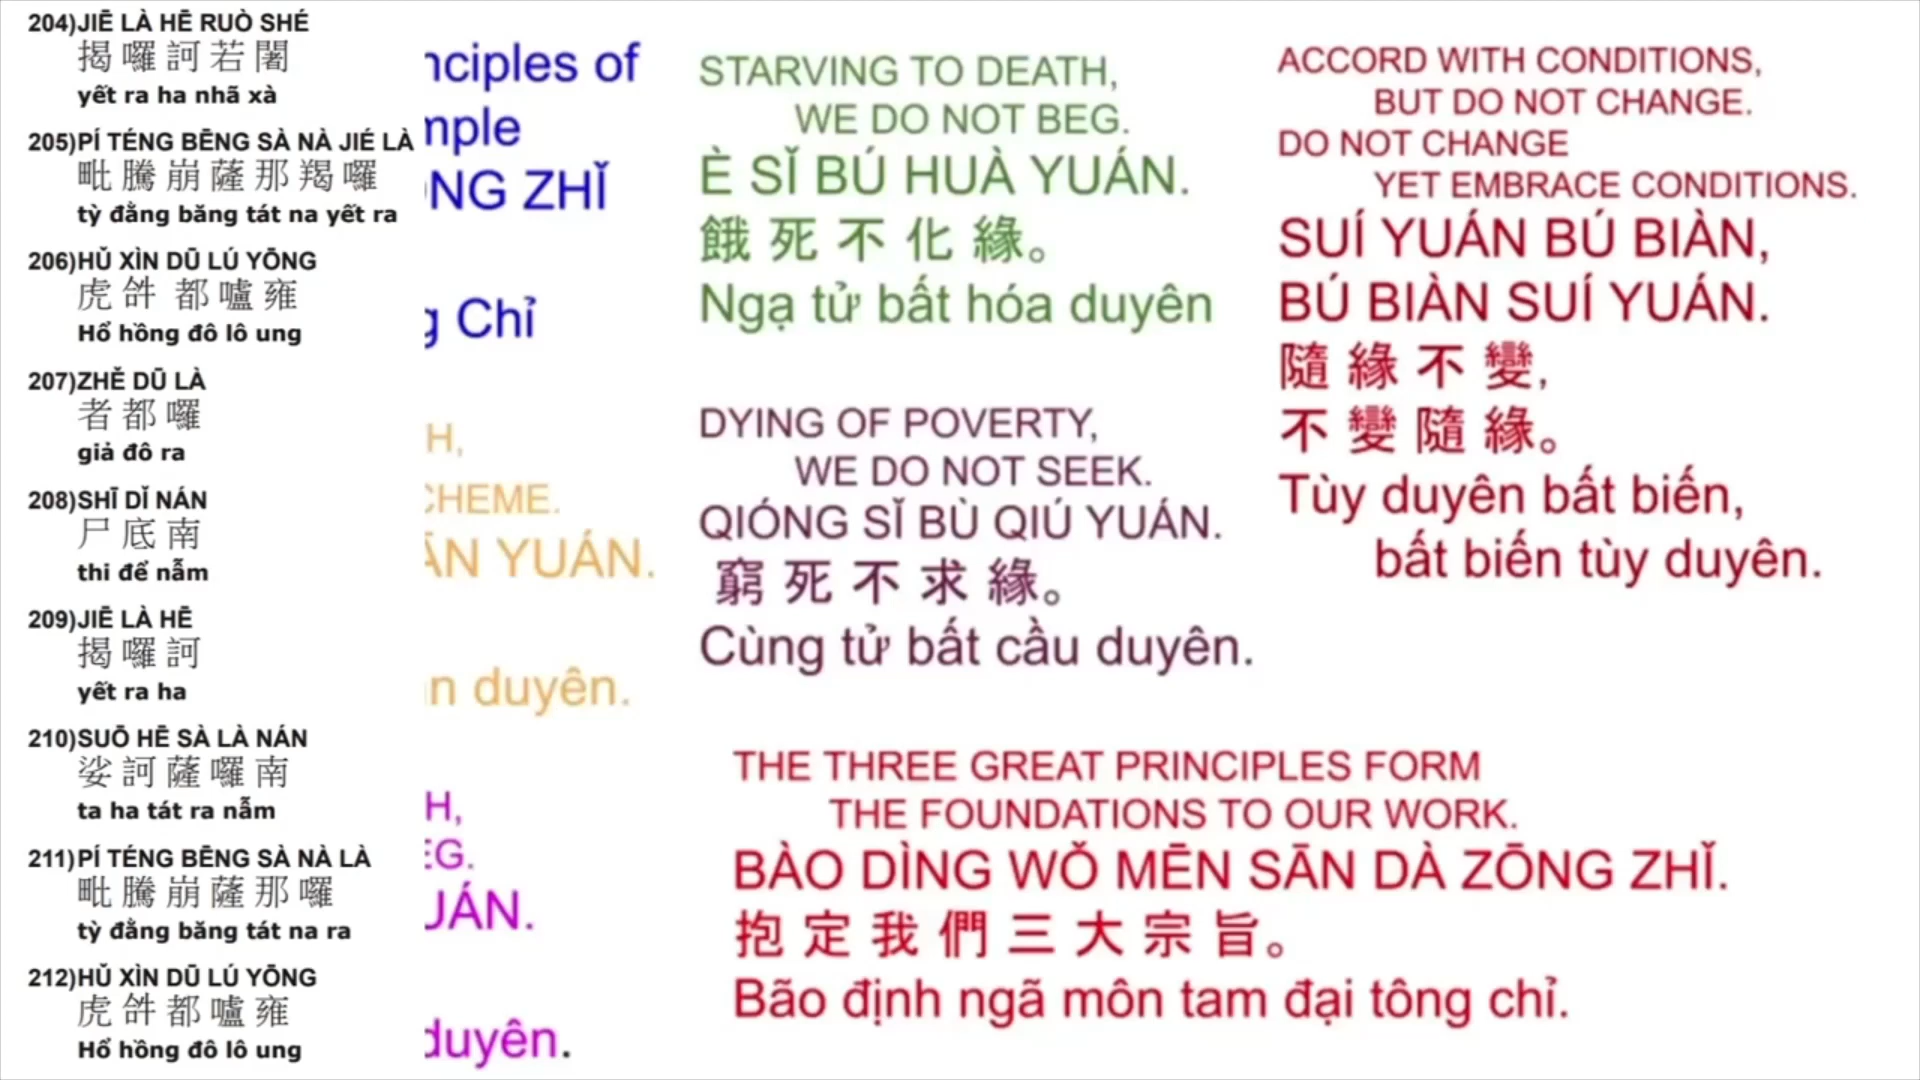 204)JIĒ LÀ HĒ RUÒ SHÉ
揭 囉 訶 若 闍
yết ra ha nhã xà
205)PÍ TÉNG BĒNG SÀ NÀ JIÉ LÀ
毗 騰 崩 薩 那 羯 囉
tỳ đằng băng tát na yết ra
206)HǓ XÌN DŪ LÚ YŌNG
虎 𤙖 都 嚧 雍
Hổ hồng đô lô ung
207)ZHĚ DŪ LÀ
者 都 囉
giả đô ra
208)SHĪ DǏ NÁN
尸 底 南
thi để nẫm
209)JIĒ LÀ HĒ
揭 囉 訶
yết ra ha
210)SUŌ HĒ SÀ LÀ NÁN
娑 訶 薩 囉 南
ta ha tát ra nẫm
211)PÍ TÉNG BĒNG SÀ NÀ LÀ
毗 騰 崩 薩 那 囉
tỳ đằng băng tát na ra
212)HǓ XÌN DŪ LÚ YŌNG
虎 𤙖 都 嚧 雍
Hổ hồng đô lô ung
nciples of
mple
ONG ZHǏ
g Chỉ
H,
CHEME.
ĀN YUÁN.
n duyên.
H,
EG.
UÁN.
duyên.
STARVING TO DEATH,
WE DO NOT BEG.
È SǏ BÚ HUÀ YUÁN.
餓 死 不 化 緣。
Ngạ tử bất hóa duyên
DYING OF POVERTY,
WE DO NOT SEEK.
QIÓNG SǏ BÙ QIÚ YUÁN.
窮 死 不 求 緣。
Cùng tử bất cầu duyên.
ACCORD WITH CONDITIONS,
BUT DO NOT CHANGE.
DO NOT CHANGE
YET EMBRACE CONDITIONS.
SUÍ YUÁN BÚ BIÀN,
BÚ BIÀN SUÍ YUÁN.
隨 緣 不 變,
不 變 隨 緣。
Tùy duyên bất biến,
bất biến tùy duyên.
THE THREE GREAT PRINCIPLES FORM
THE FOUNDATIONS TO OUR WORK.
BÀO DÌNG WǑ MĒN SĀN DÀ ZŌNG ZHǏ.
抱 定 我 們 三 大 宗 旨。
Bão định ngã môn tam đại tông chỉ.